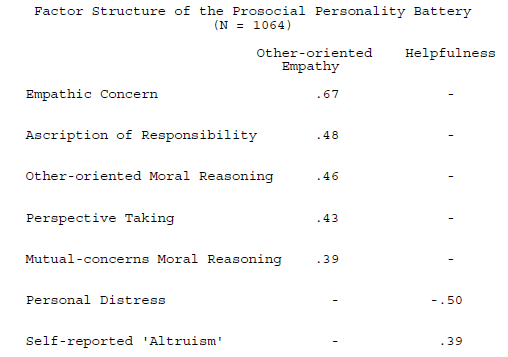 Factor Structure of the Prosocial Personality Battery
(N = 1064)
Other-oriented Helpfulness
Empathy
Empathic Concern .67 -
Ascription of Responsibility .48 -
Other-oriented Moral Reasoning .46 -
Perspective Taking .43 -
Mutual-concerns Moral Reasoning .39 -
Personal Distress - -.50
Self-reported 'Altruism' - .39